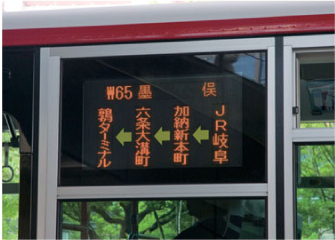 W65 墨俣
JR岐阜
加納新本町
六条大溝町
鶉ターミナル